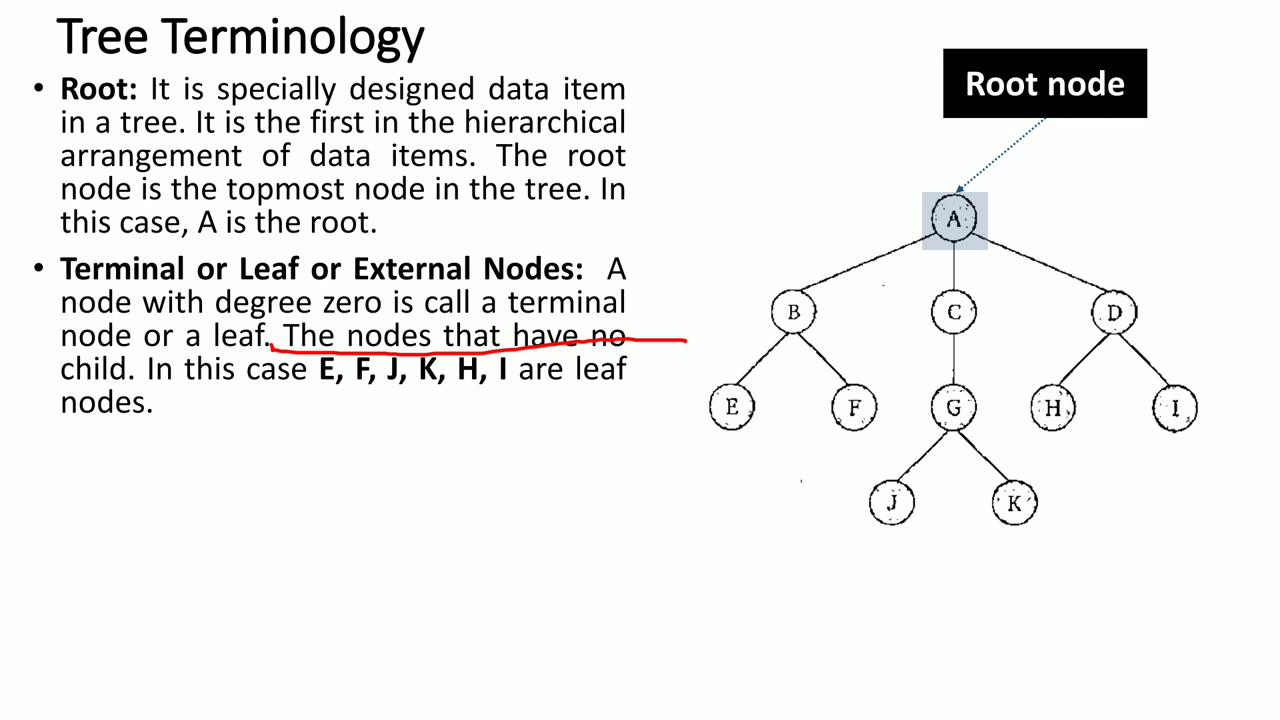 Tree Terminology
• Root: It is specially designed data item
in a tree. It is the first in the hierarchical
arrangement of data items. The root
node is the topmost node in the tree. In
this case, A is the root.
• Terminal or Leaf or External Nodes: A
node with degree zero is call a terminal
node or a leaf. The nodes that have no
child. In this case E, F, J, K, H, I are leaf
nodes.
Root node
A
B C D
E F G H I
J K